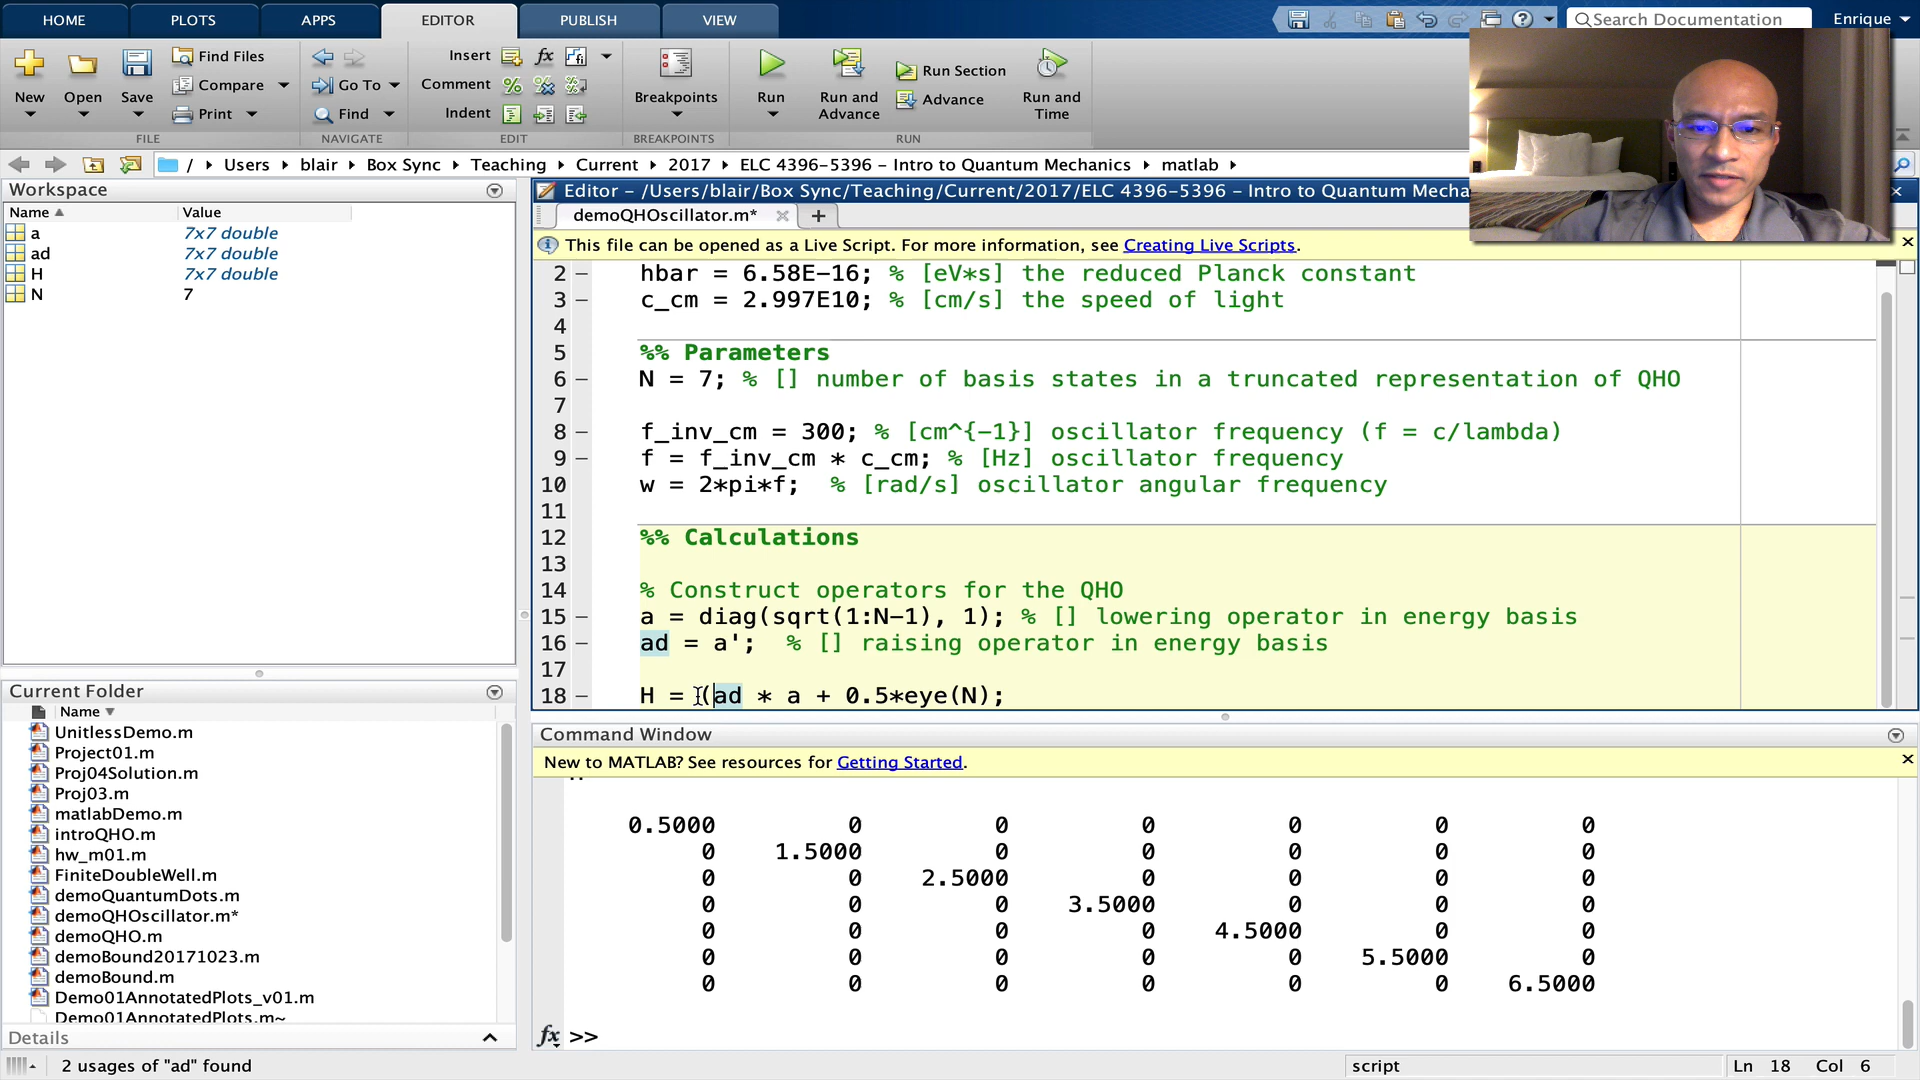 HOME PLOTS APPS EDITOR PUBLISH VIEW Search Documentation Enrique
New Open Save Find Files Compare Print FILE
Go To Find NAVIGATE
Insert fx Comment Indent EDIT
Breakpoints BREAKPOINTS
Run Run and Advance Run Section Advance Run and Time RUN
/ Users blair Box Sync Teaching Current 2017 ELC 4396-5396 - Intro to Quantum Mechanics matlab
Workspace
Name Value
a 7x7 double
ad 7x7 double
H 7x7 double
N 7
Current Folder
Name
UnitlessDemo.m
Project01.m
Proj04Solution.m
Proj03.m
matlabDemo.m
introQHO.m
hw_m01.m
FiniteDoubleWell.m
demoQuantumDots.m
demoQHOscillator.m*
demoQHO.m
demoBound20171023.m
demoBound.m
Demo01AnnotatedPlots_v01.m
Demo01AnnotatedPlots.m~
Details
Editor - /Users/blair/Box Sync/Teaching/Current/2017/ELC 4396-5396 - Intro to Quantum Mecha
demoQHOscillator.m* +
This file can be opened as a Live Script. For more information, see Creating Live Scripts.
2 – hbar = 6.58E-16; % [eV*s] the reduced Planck constant
3 – c_cm = 2.997E10; % [cm/s] the speed of light
4
5 %% Parameters
6 – N = 7; % [] number of basis states in a truncated representation of QHO
7
8 – f_inv_cm = 300; % [cm^{-1}] oscillator frequency (f = c/lambda)
9 – f = f_inv_cm * c_cm; % [Hz] oscillator frequency
10 w = 2*pi*f; % [rad/s] oscillator angular frequency
11
12 %% Calculations
13
14 % Construct operators for the QHO
15 – a = diag(sqrt(1:N-1), 1); % [] lowering operator in energy basis
16 – ad = a'; % [] raising operator in energy basis
17
18 – H = (ad * a + 0.5*eye(N);
Command Window
New to MATLAB? See resources for Getting Started.
0.5000 0 0 0 0 0 0
0 1.5000 0 0 0 0 0
0 0 2.5000 0 0 0 0
0 0 0 3.5000 0 0 0
0 0 0 0 4.5000 0 0
0 0 0 0 0 5.5000 0
0 0 0 0 0 0 6.5000
fx >>
2 usages of "ad" found script Ln 18 Col 6